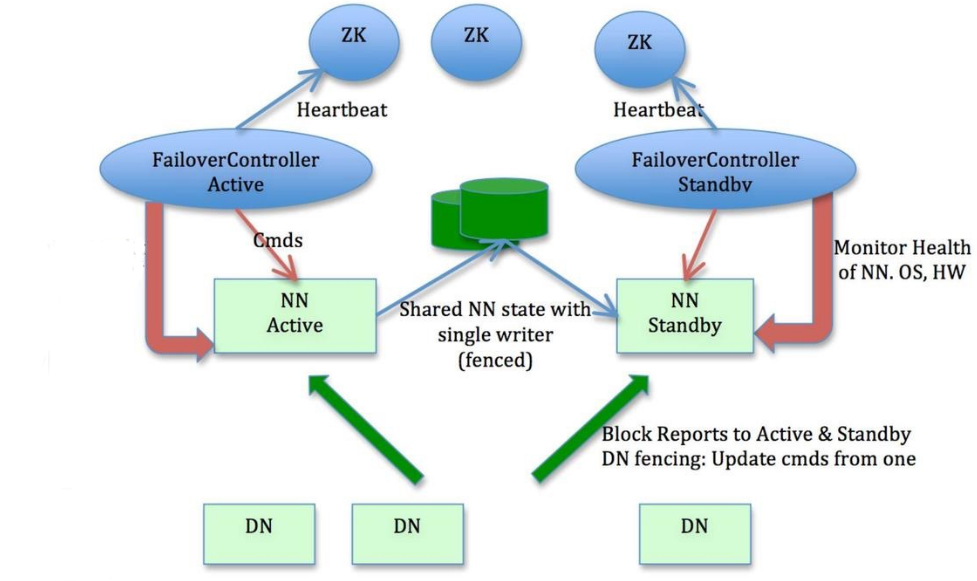 ZK
ZK
ZK
Heartbeat
Heartbeat
FailoverController
Active
FailoverController
Standby
Cmds
Monitor Health
of NN. OS, HW
NN
Active
Shared NN state with
single writer
(fenced)
NN
Standby
Block Reports to Active & Standby
DN fencing: Update cmds from one
DN
DN
DN